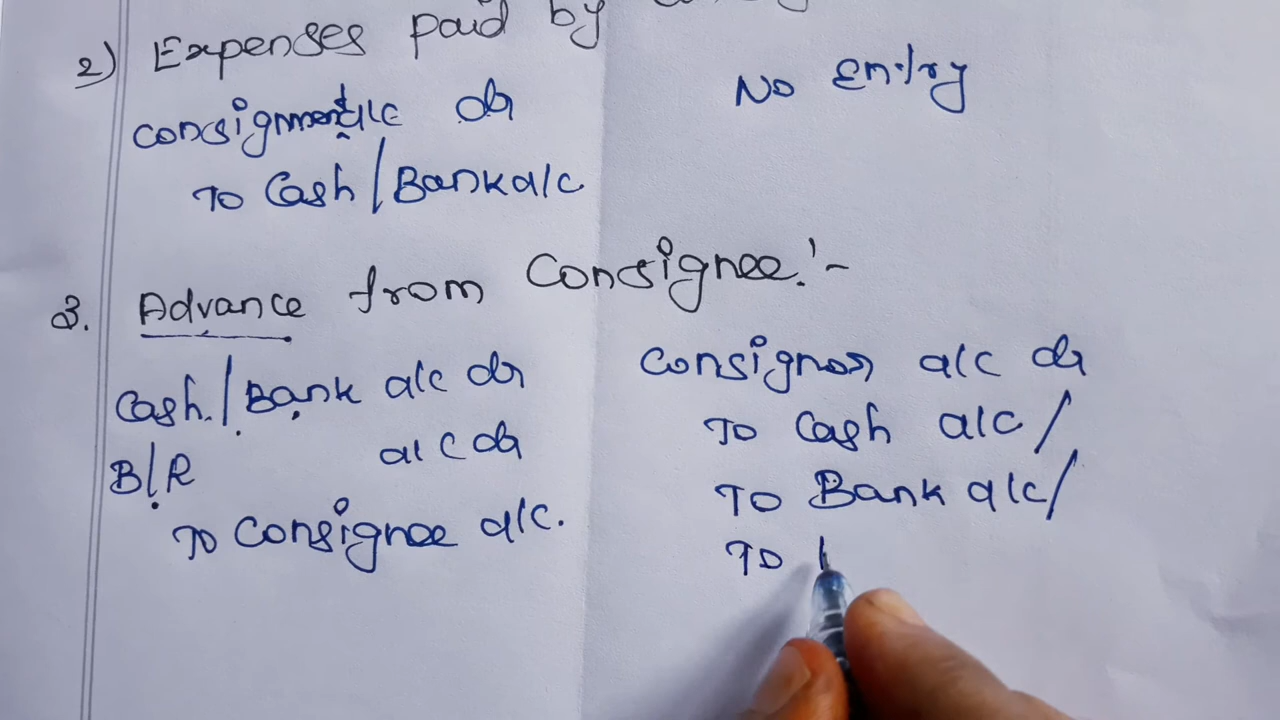 2) Expenses paid by
consignment a/c dr
No Entry
To Cash / Bank a/c
3. Advance from Consignee:-
Cash / Bank a/c dr
B/R a/c dr
To Consignee a/c.
Consignor a/c dr
To Cash a/c /
To Bank a/c /
To